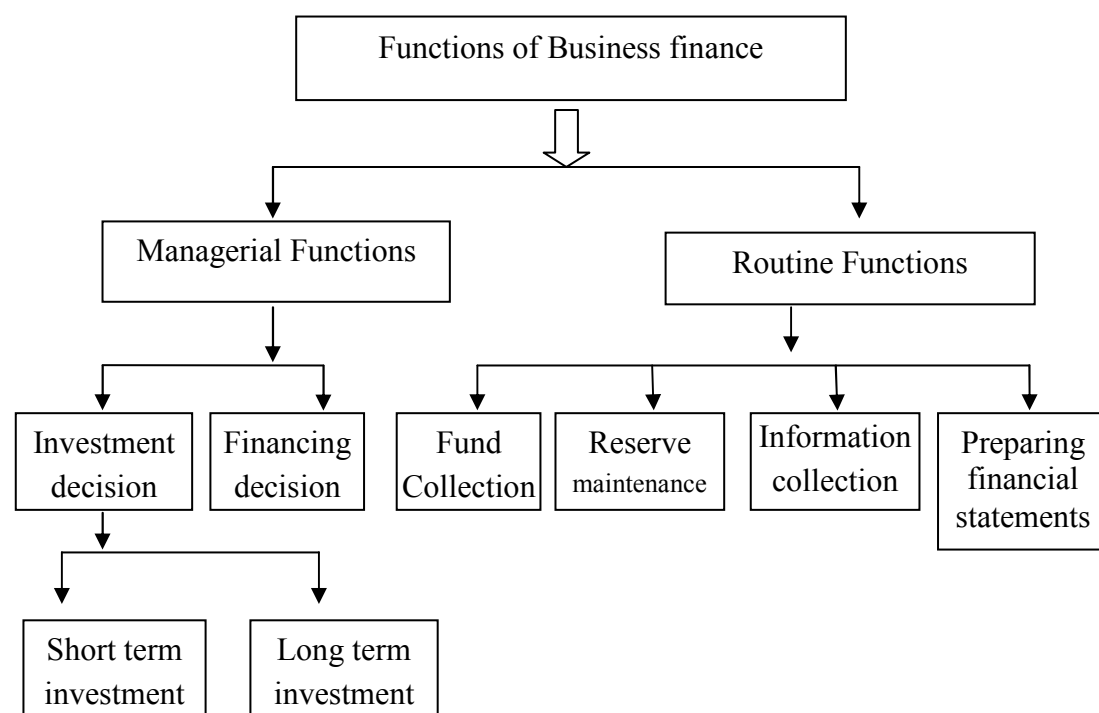 Functions of Business finance
Managerial Functions
Routine Functions
Investment
decision
Financing
decision
Fund
Collection
Reserve
maintenance
Information
collection
Preparing
financial
statements
Short term
investment
Long term
investment